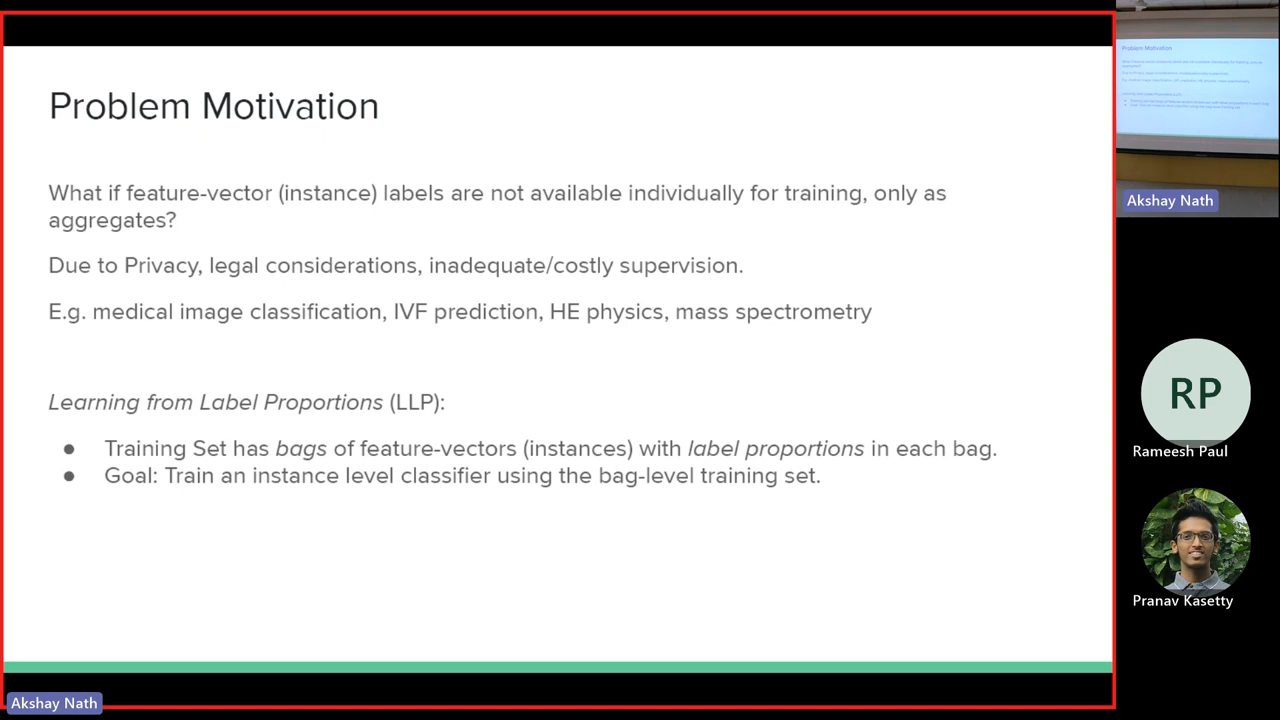 Problem Motivation
What if feature-vector (instance) labels are not available individually for training, only as
aggregates?
Due to Privacy, legal considerations, inadequate/costly supervision.
E.g. medical image classification, IVF prediction, HE physics, mass spectrometry
Learning from Label Proportions (LLP):
● Training Set has bags of feature-vectors (instances) with label proportions in each bag.
● Goal: Train an instance level classifier using the bag-level training set.
Akshay Nath
Problem Motivation
Akshay Nath
RP
Rameesh Paul
Pranav Kasetty